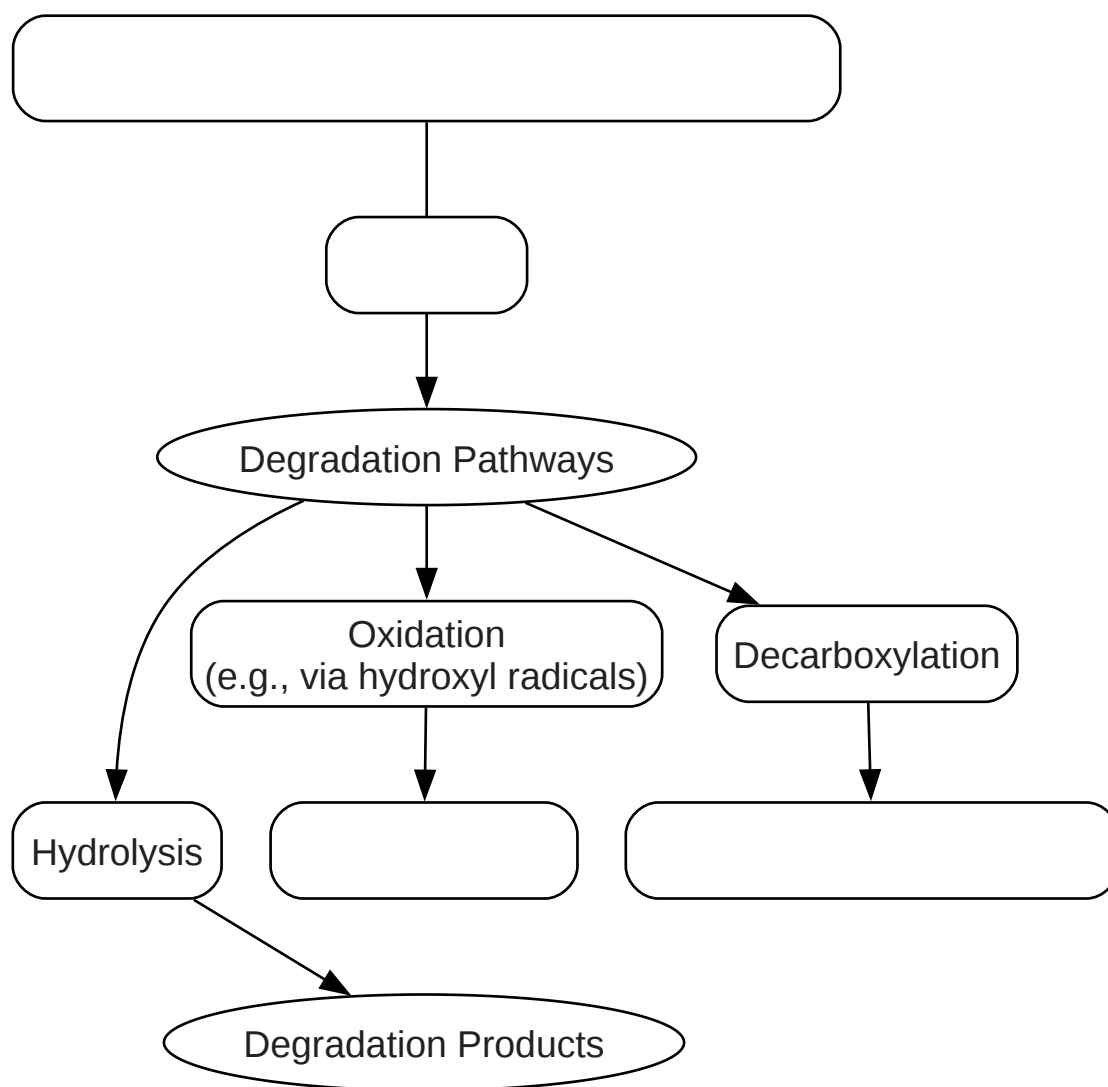 Degradation Pathways
Oxidation
(e.g., via hydroxyl radicals)
Decarboxylation
Hydrolysis
Degradation Products